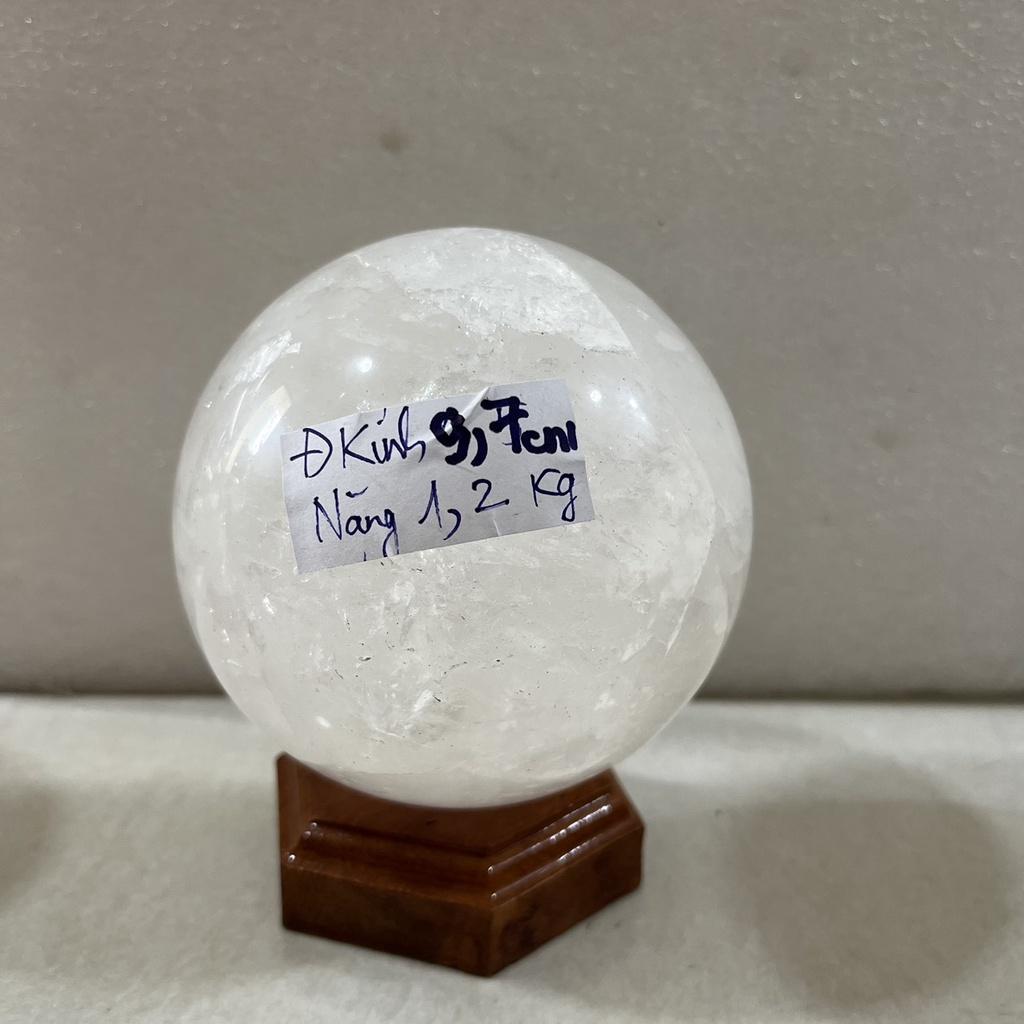 ĐKính 9,7cm
Nặng 1,2 Kg